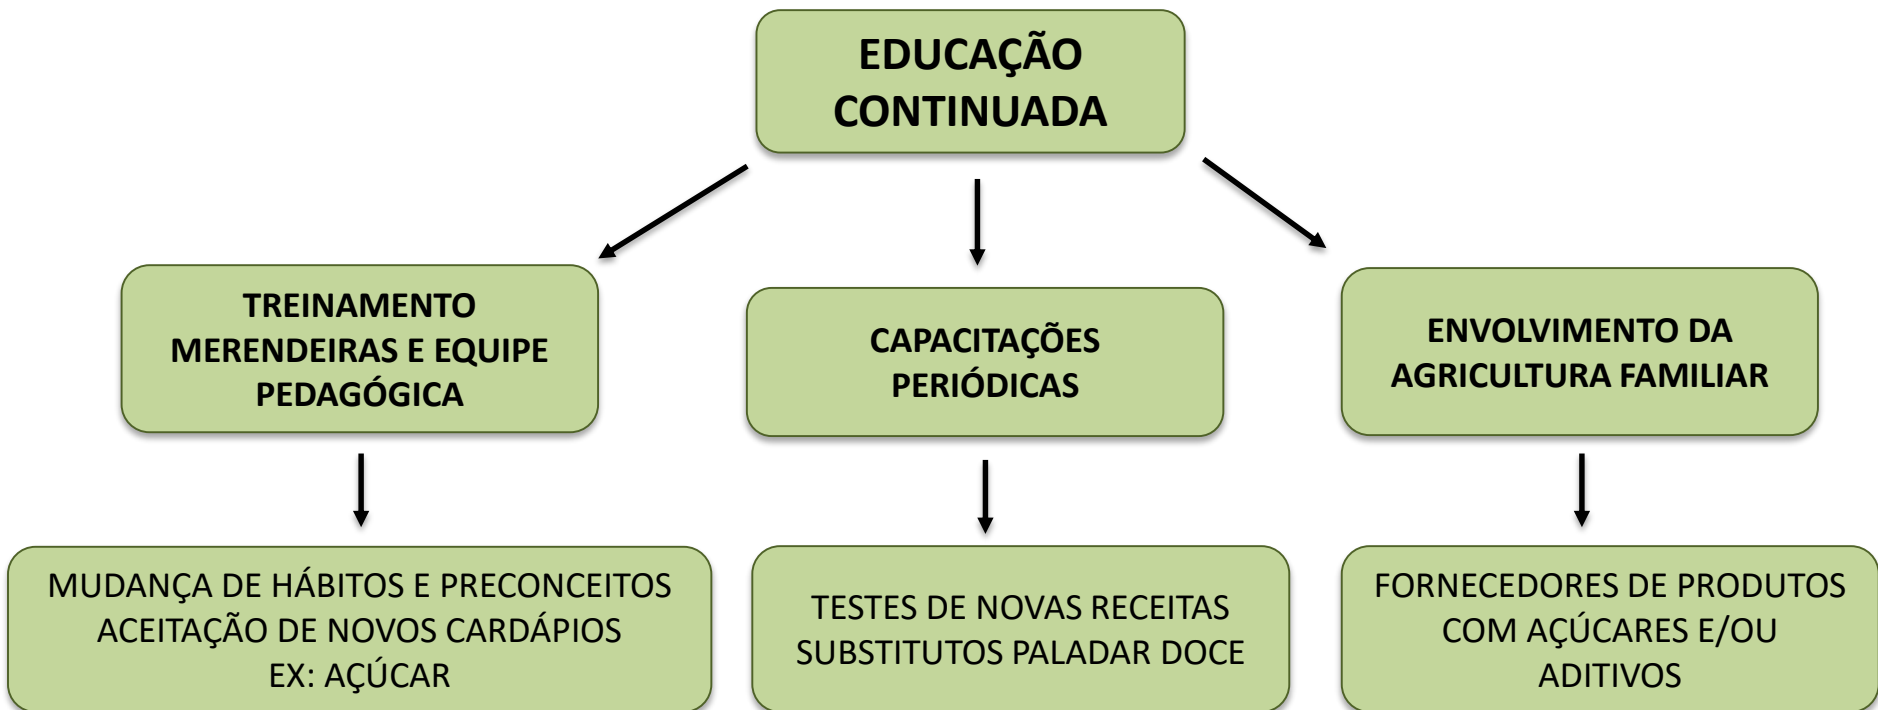 EDUCAÇÃO
CONTINUADA
TREINAMENTO
MERENDEIRAS E EQUIPE
PEDAGÓGICA
CAPACITAÇÕES
PERIÓDICAS
ENVOLVIMENTO DA
AGRICULTURA FAMILIAR
MUDANÇA DE HÁBITOS E PRECONCEITOS
ACEITAÇÃO DE NOVOS CARDÁPIOS
EX: AÇÚCAR
TESTES DE NOVAS RECEITAS
SUBSTITUTOS PALADAR DOCE
FORNECEDORES DE PRODUTOS
COM AÇÚCARES E/OU
ADITIVOS